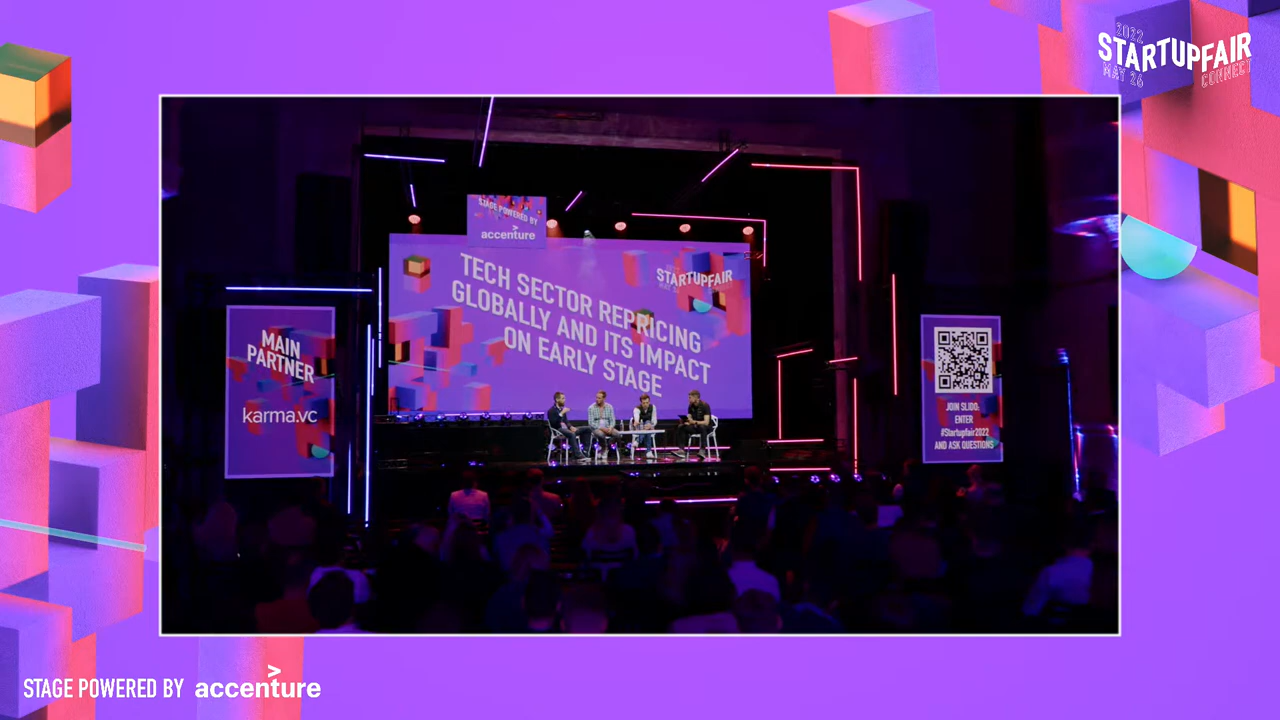 2022
STARTUPFAIR
MAY 26
CONNECT
STAGE POWERED BY
accenture
TECH SECTOR REPRICING
GLOBALLY AND ITS IMPACT
ON EARLY STAGE
STARTUPFAIR
MAIN
PARTNER
karma.vc
JOIN SLIDO:
ENTER
#Startupfair2022
AND ASK QUESTIONS
STAGE POWERED BY accenture